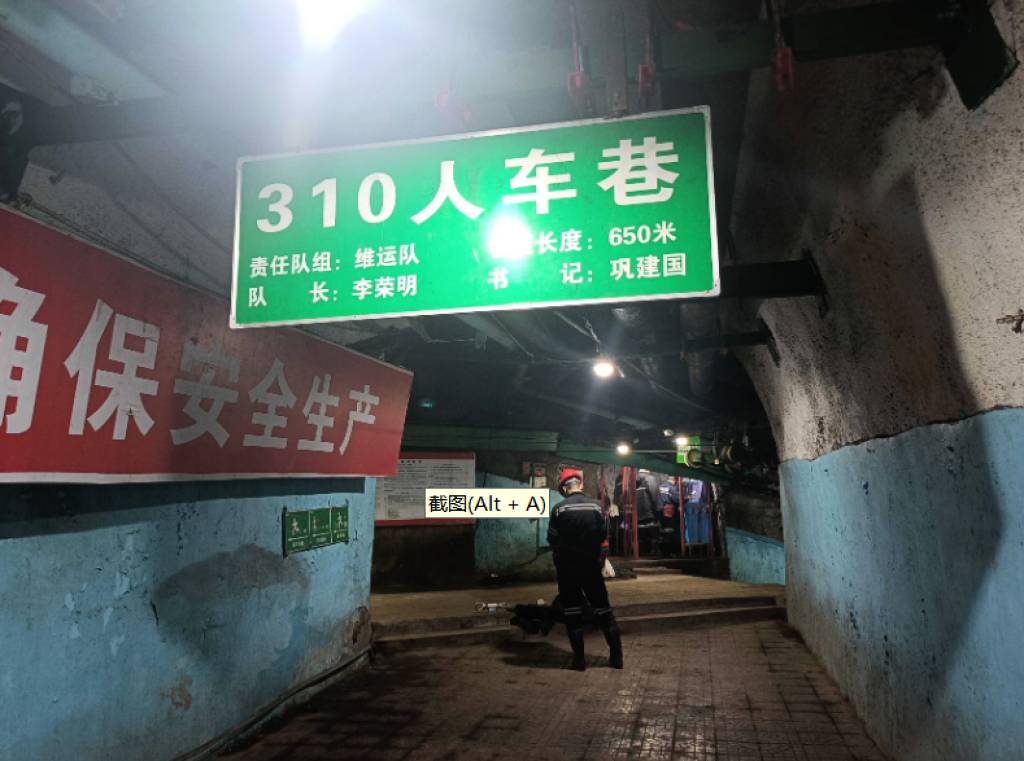 310人车巷
责任队组：维运队
长度：650米
队 长：李荣明
书 记：巩建国
确保安全生产
截图(Alt + A)